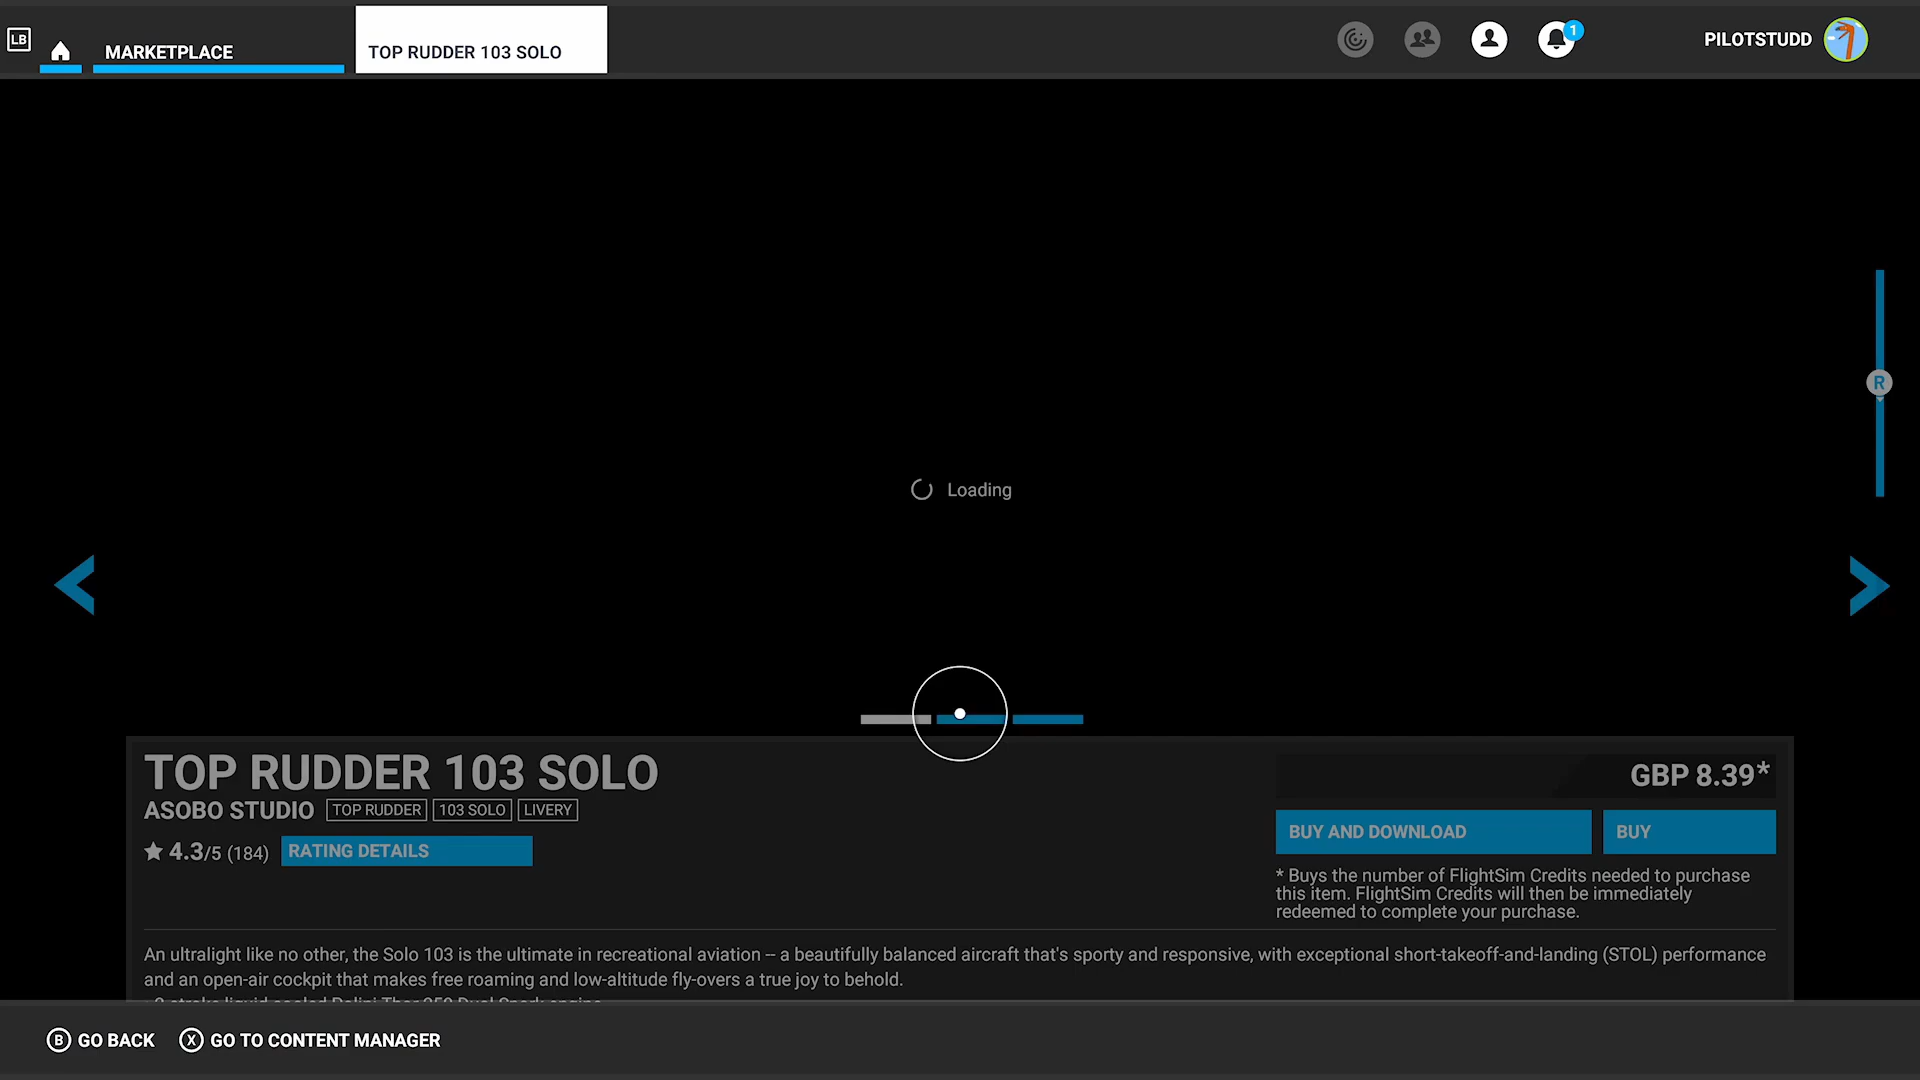 LB
MARKETPLACE
TOP RUDDER 103 SOLO
1
PILOTSTUDD
R
Loading
TOP RUDDER 103 SOLO
ASOBO STUDIO TOP RUDDER 103 SOLO LIVERY
4.3/5 (184) RATING DETAILS
GBP 8.39*
BUY AND DOWNLOAD BUY
* Buys the number of FlightSim Credits needed to purchase
this item. FlightSim Credits will then be immediately
redeemed to complete your purchase.
An ultralight like no other, the Solo 103 is the ultimate in recreational aviation -- a beautifully balanced aircraft that's sporty and responsive, with exceptional short-takeoff-and-landing (STOL) performance
and an open-air cockpit that makes free roaming and low-altitude fly-overs a true joy to behold.
B GO BACK X GO TO CONTENT MANAGER